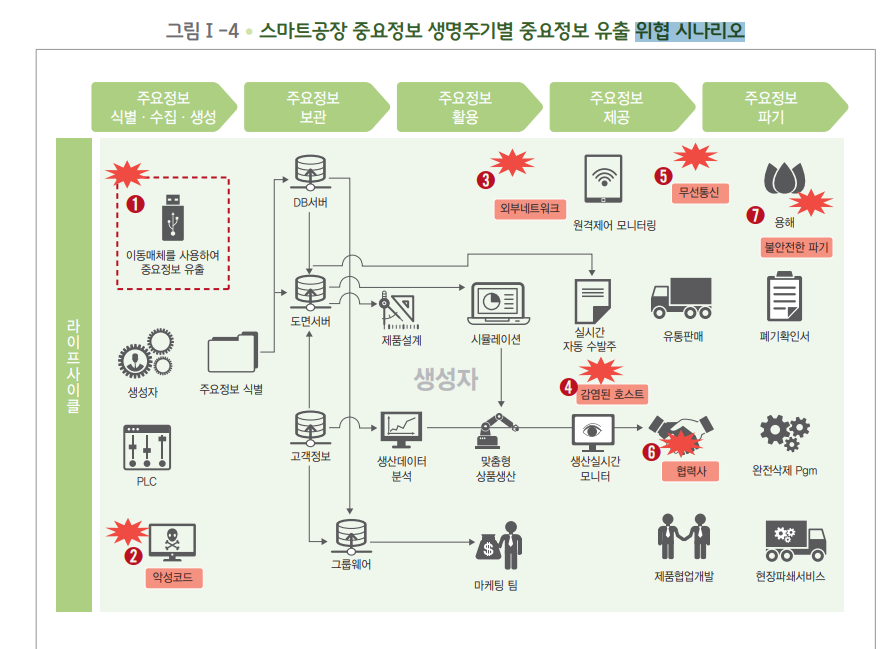 그림 I -4 • 스마트공장 중요정보 생명주기별 중요정보 유출 위협 시나리오
주요정보
식별 · 수집 · 생성
주요정보
보관
주요정보
활용
주요정보
제공
주요정보
파기
라이프사이클
1
이동매체를 사용하여
중요정보 유출
생성자
주요정보 식별
PLC
2
악성코드
DB서버
도면서버
고객정보
그룹웨어
3
외부네트워크
제품설계
시뮬레이션
생성자
생산데이터
분석
맞춤형
상품생산
마케팅 팀
원격제어 모니터링
실시간
자동 수발주
4
감염된 호스트
생산실시간
모니터
5
무선통신
유통판매
6
협력사
제품협업개발
7
용해
불안전한 파기
폐기확인서
완전삭제 Pgm
현장파쇄서비스